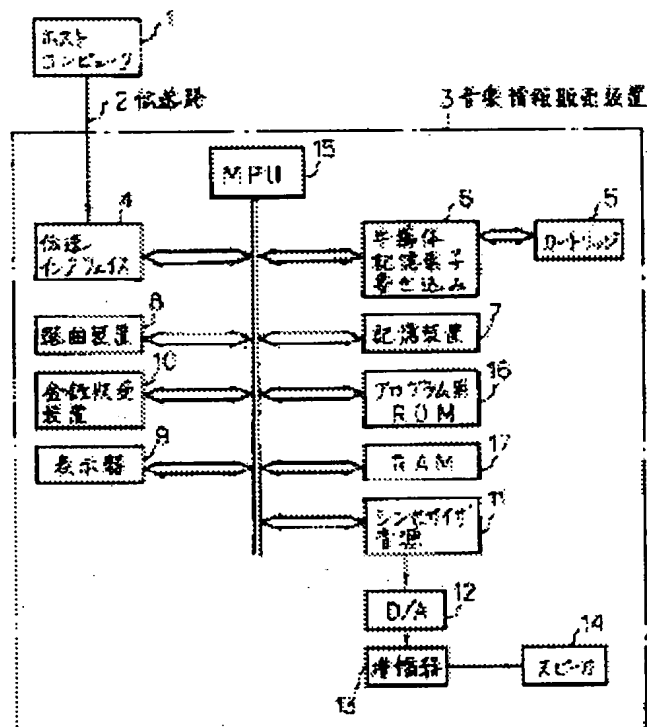 1
ホスト
コンピュータ
2 伝送路
3 音楽情報販売装置
15
MPU
4
伝送
インタフェイス
6
半導体
記憶素子
書き込み
5
カートリッジ
8
選曲装置
7
記憶装置
10
金銭収受
装置
16
プログラム用
ROM
9
表示器
17
RAM
11
シンセサイザ
音源
12
D/A
13
増幅器
14
スピーカ